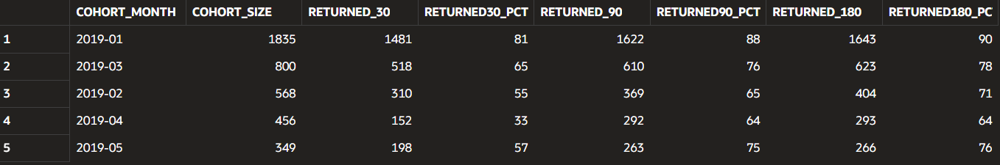 COHORT_MONTH COHORT_SIZE RETURNED_30 RETURNED30_PCT RETURNED_90 RETURNED90_PCT RETURNED_180 RETURNED180_PC
1 2019-01 1835 1481 81 1622 88 1643 90
2 2019-03 800 518 65 610 76 623 78
3 2019-02 568 310 55 369 65 404 71
4 2019-04 456 152 33 292 64 293 64
5 2019-05 349 198 57 263 75 266 76